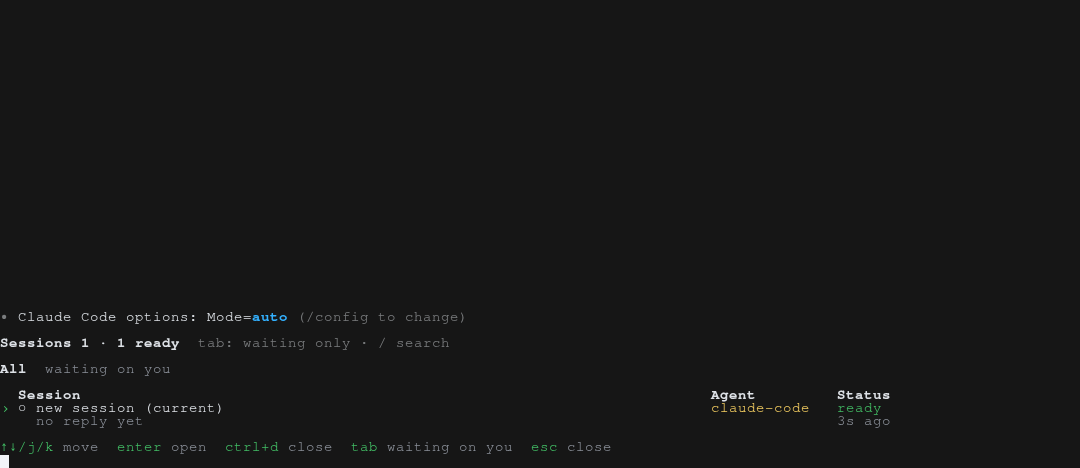 • Claude Code options: Mode=auto (/config to change)
Sessions 1 · 1 ready  tab: waiting only · / search
All  waiting on you
Session  Agent  Status
› ○ new session (current)  claude-code  ready
no reply yet  3s ago
↑↓/j/k move  enter open  ctrl+d close  tab waiting on you  esc close